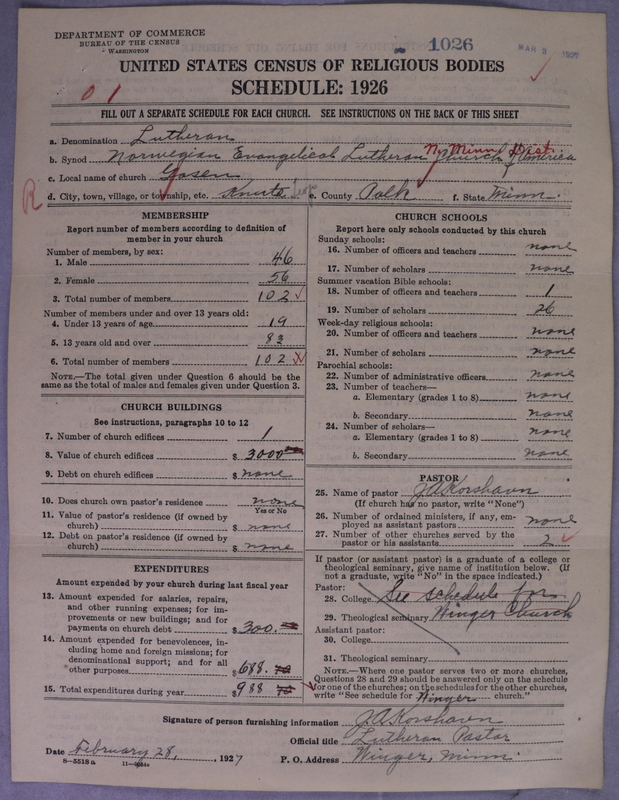 DEPARTMENT OF COMMERCE
BUREAU OF THE CENSUS
WASHINGTON
1026
MAR 3 1927
UNITED STATES CENSUS OF RELIGIOUS BODIES
SCHEDULE: 1926
0 1
FILL OUT A SEPARATE SCHEDULE FOR EACH CHURCH. SEE INSTRUCTIONS ON THE BACK OF THIS SHEET
a. Denomination Lutheran
N. Minn Dist
b. Synod Norwegian Evangelical Lutheran Church of America
c. Local name of church Gosen
R
d. City, town, village, or township, etc. Knute e. County Polk f. State Minn.
MEMBERSHIP
Report number of members according to definition of member in your church
Number of members, by sex:
1. Male 46
2. Female 56
3. Total number of members 102
Number of members under and over 13 years old:
4. Under 13 years of age 19
5. 13 years old and over 83
6. Total number of members 102
NOTE.—The total given under Question 6 should be the same as the total of males and females given under Question 3.
CHURCH BUILDINGS
See instructions, paragraphs 10 to 12
7. Number of church edifices 1
8. Value of church edifices $ 3000
9. Debt on church edifices $ none
10. Does church own pastor's residence none
Yes or No
11. Value of pastor's residence (if owned by church) $ none
12. Debt on pastor's residence (if owned by church) $ none
EXPENDITURES
Amount expended by your church during last fiscal year
13. Amount expended for salaries, repairs, and other running expenses; for improvements or new buildings; and for payments on church debt $ 300.
14. Amount expended for benevolences, including home and foreign missions; for denominational support; and for all other purposes $ 688.
15. Total expenditures during year $ 988
CHURCH SCHOOLS
Report here only schools conducted by this church
Sunday schools:
16. Number of officers and teachers none
17. Number of scholars none
Summer vacation Bible schools:
18. Number of officers and teachers 1
19. Number of scholars 26
Week-day religious schools:
20. Number of officers and teachers none
21. Number of scholars none
Parochial schools:
22. Number of administrative officers none
23. Number of teachers—
a. Elementary (grades 1 to 8) none
b. Secondary none
24. Number of scholars—
a. Elementary (grades 1 to 8) none
b. Secondary none
PASTOR
25. Name of pastor J A Korshavn
(If church has no pastor, write "None")
26. Number of ordained ministers, if any, employed as assistant pastors none
27. Number of other churches served by the pastor or his assistants 2
If pastor (or assistant pastor) is a graduate of a college or theological seminary, give name of institution below. (If not a graduate, write "No" in the space indicated.)
Pastor:
28. College See schedule for
29. Theological seminary Winger Church
Assistant pastor:
30. College
31. Theological seminary
NOTE.—Where one pastor serves two or more churches, Questions 28 and 29 should be answered only on the schedule for one of the churches; on the schedules for the other churches, write "See schedule for Winger church."
Signature of person furnishing information J. A. Korshavn
Official title Lutheran Pastor
Date February 28, 1927 P. O. Address Winger, Minn.